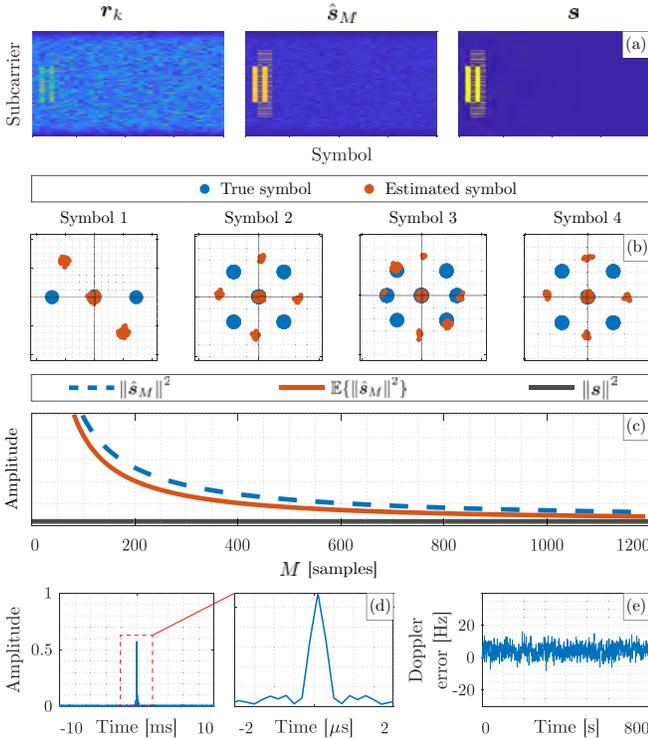 r_k ŝ_M s
Subcarrier
(a)
Symbol
True symbol Estimated symbol
Symbol 1 Symbol 2 Symbol 3 Symbol 4
(b)
‖ŝ_M‖² 𝔼{‖ŝ_M‖²} ‖s‖²
Amplitude
(c)
0 200 400 600 800 1000 1200
M [samples]
Amplitude
1
0.5
0
-10 Time [ms] 10
(d)
-2 Time [μs] 2
Doppler
error [Hz]
(e)
20
0
-20
0 Time [s] 800